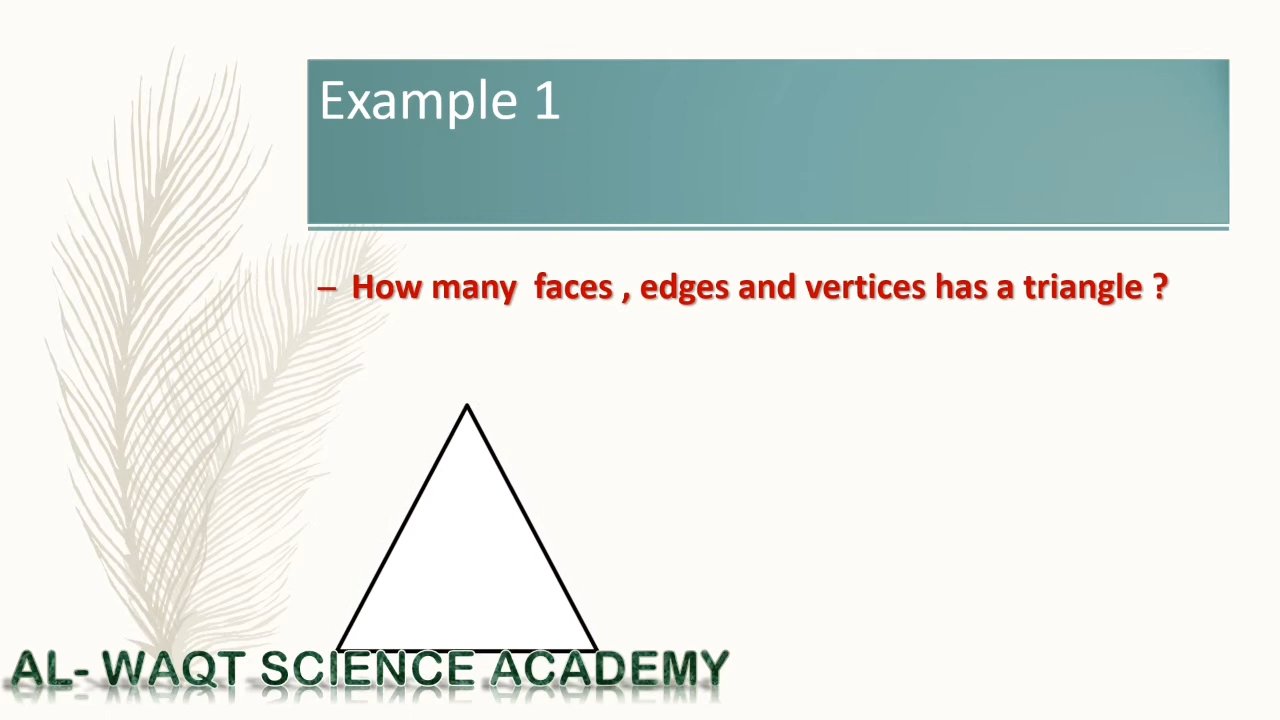 Example 1
– How many faces , edges and vertices has a triangle ?
AL- WAQT SCIENCE ACADEMY